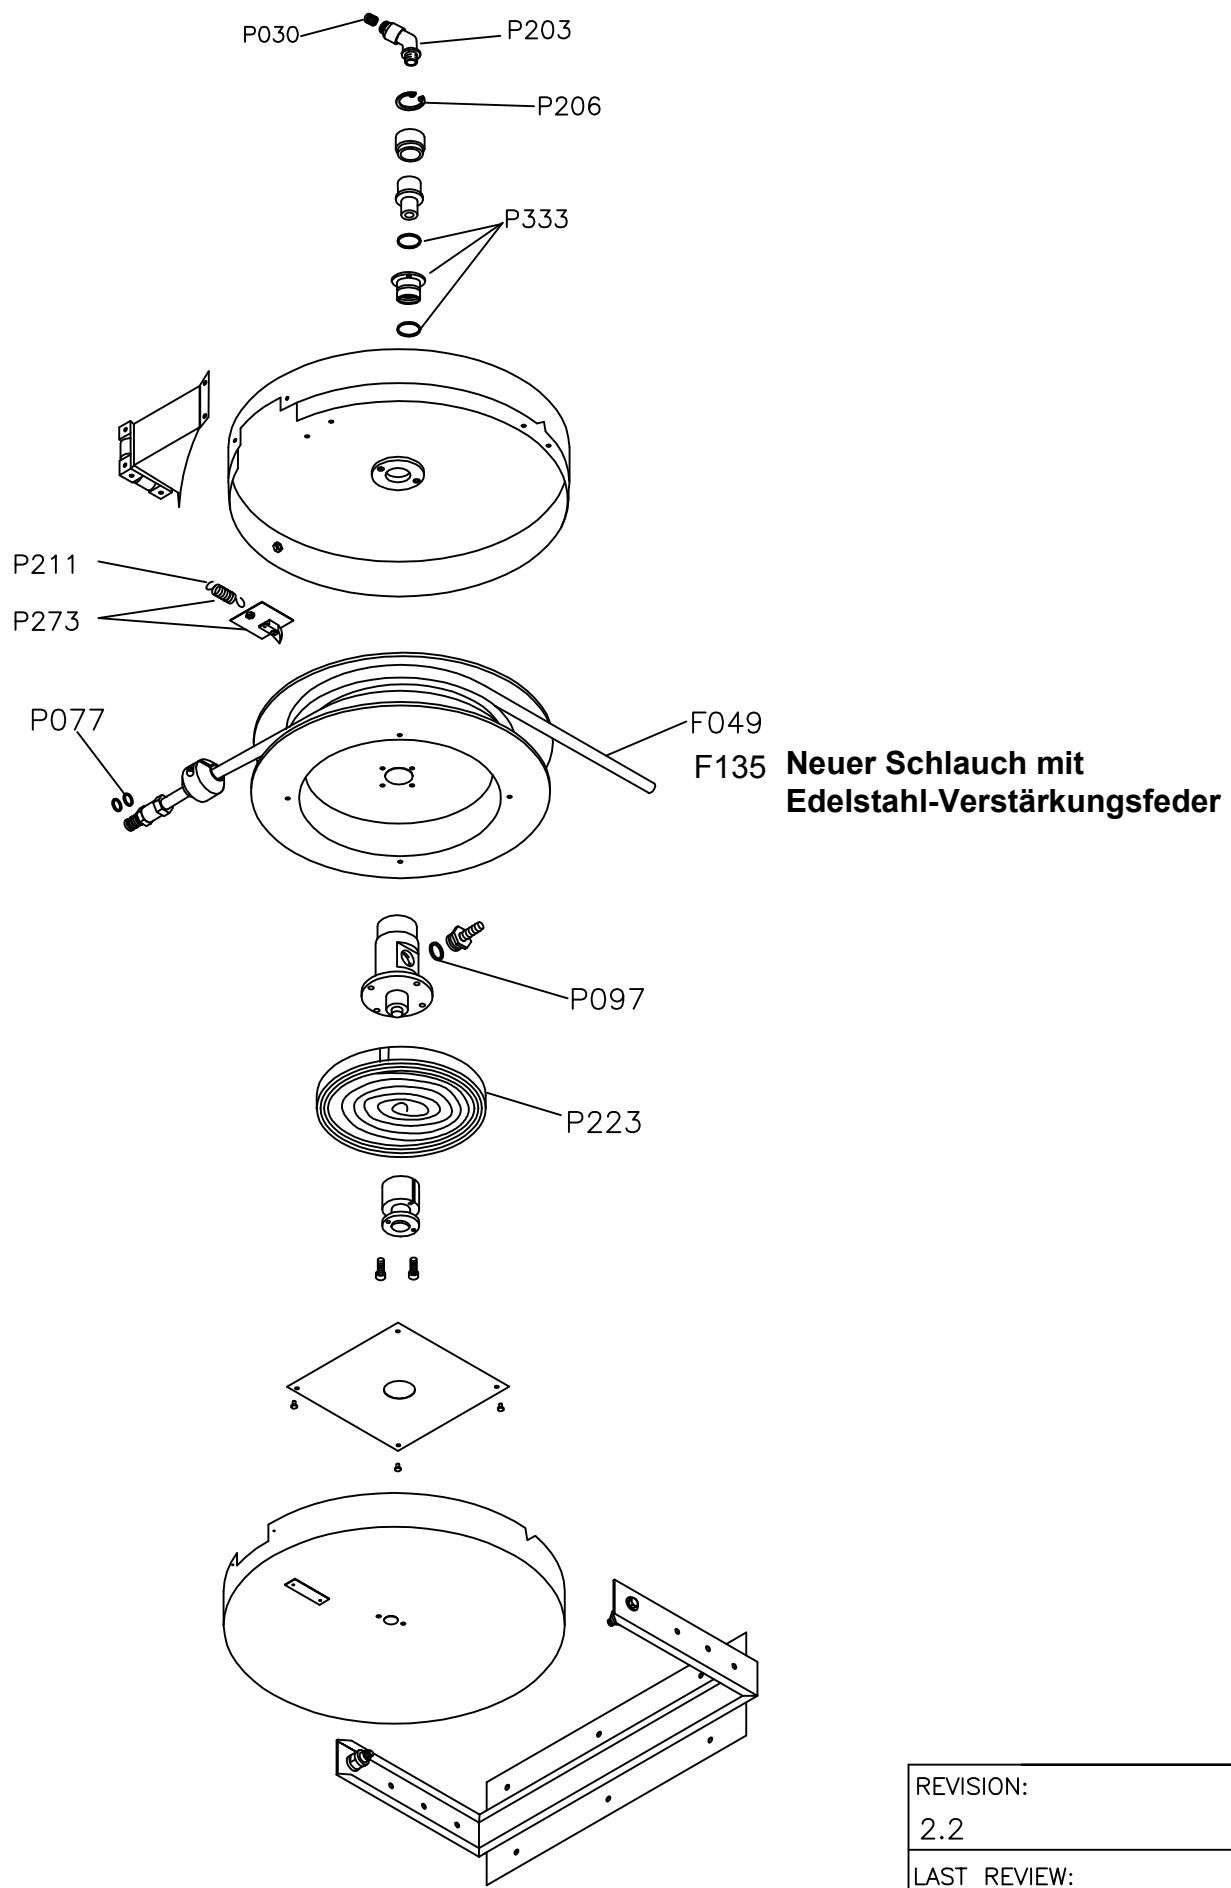 P030
P203
P206
P333
P211
P273
P077
F049
F135 Neuer Schlauch mit
Edelstahl-Verstärkungsfeder
P097
P223
REVISION:
2.2
LAST REVIEW: